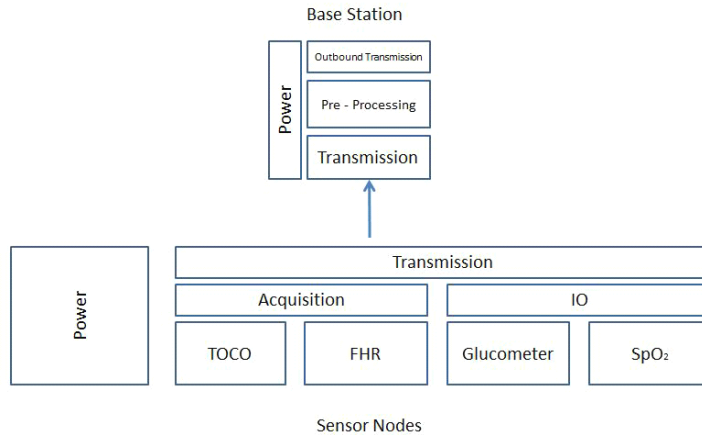 Base Station
Power
Outbound Transmission
Pre - Processing
Transmission
Power
Transmission
Acquisition
IO
TOCO
FHR
Glucometer
SpO₂
Sensor Nodes